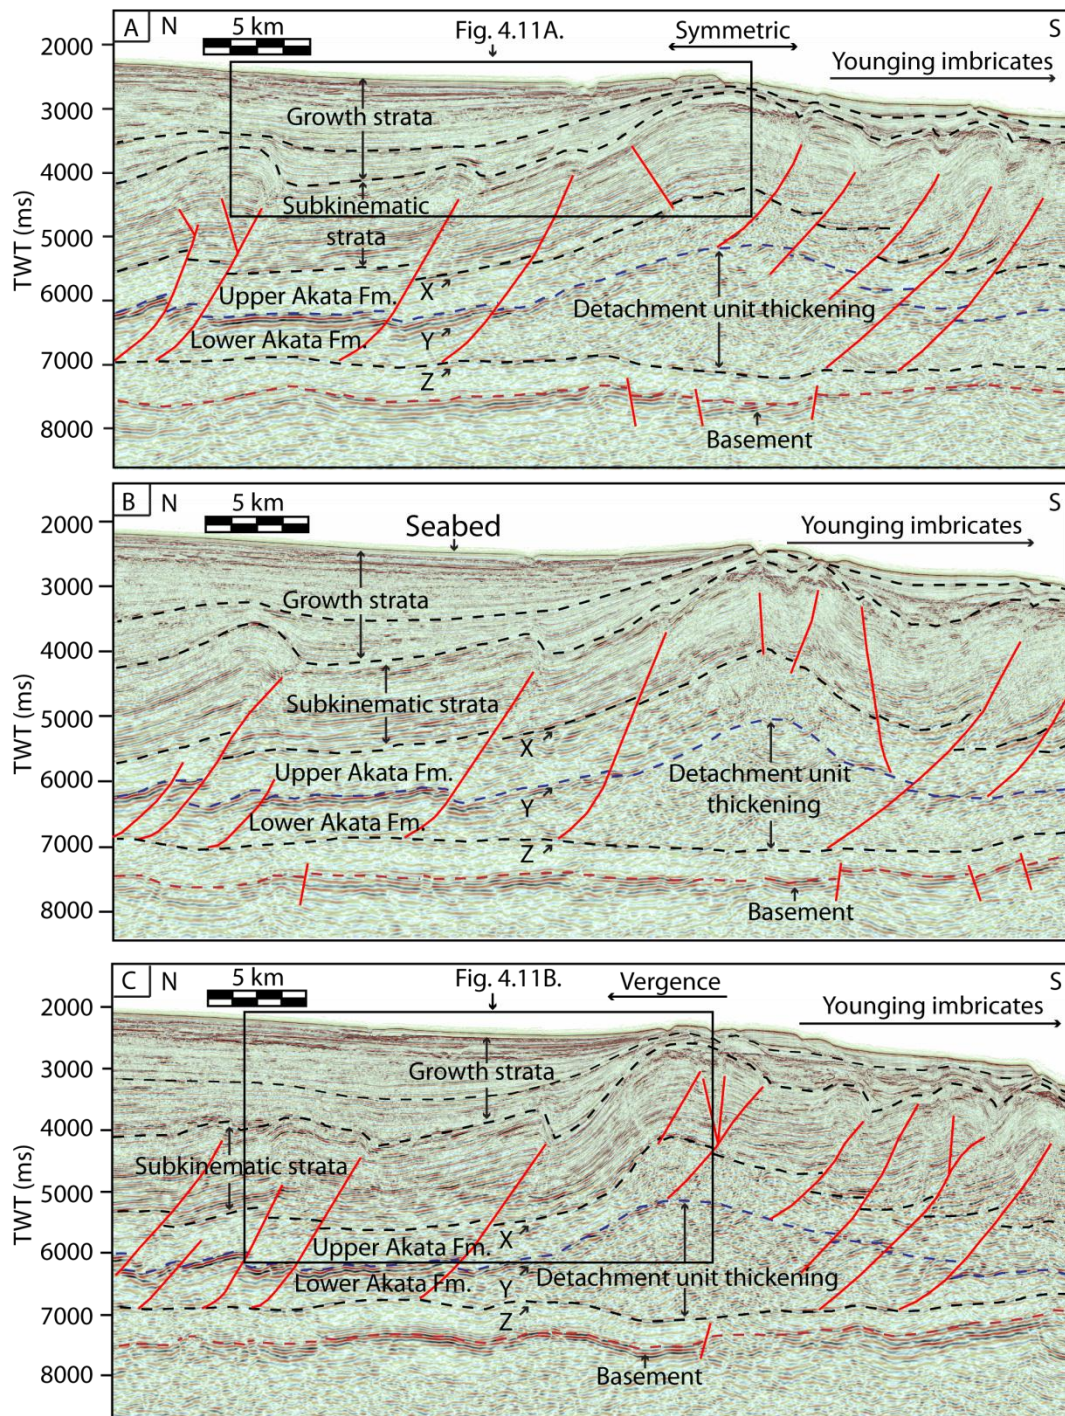 A N Fig. 4.11A. Symmetric S
5 km
Younging imbricates
2000
3000
4000
5000
6000
7000
8000
TWT (ms)
Growth strata
Subkinematic
strata
Upper Akata Fm. X
Detachment unit thickening
Lower Akata Fm. Y
Z
Basement
B N 5 km S
Seabed
Younging imbricates
2000
3000
4000
5000
6000
7000
8000
TWT (ms)
Growth strata
Subkinematic strata
X
Upper Akata Fm.
Detachment unit
thickening
Y
Lower Akata Fm.
Z
Basement
C N Fig. 4.11B. Vergence S
5 km
Younging imbricates
2000
3000
4000
5000
6000
7000
8000
TWT (ms)
Growth strata
Subkinematic strata
Upper Akata Fm. X
Lower Akata Fm. Y
Detachment unit thickening
Z
Basement